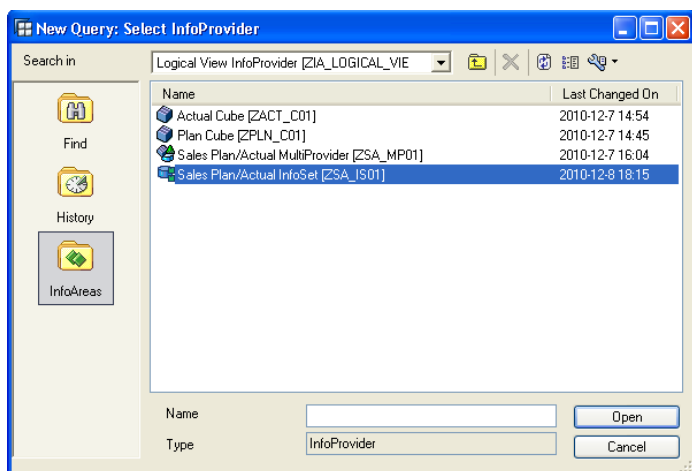 New Query: Select InfoProvider
Search in
Logical View InfoProvider [ZIA_LOGICAL_VIE
Find
History
InfoAreas
Name Last Changed On
Actual Cube [ZACT_C01] 2010-12-7 14:54
Plan Cube [ZPLN_C01] 2010-12-7 14:45
Sales Plan/Actual MultiProvider [ZSA_MP01] 2010-12-7 16:04
Sales Plan/Actual InfoSet [ZSA_IS01] 2010-12-8 18:15
Name
Open
Type InfoProvider
Cancel